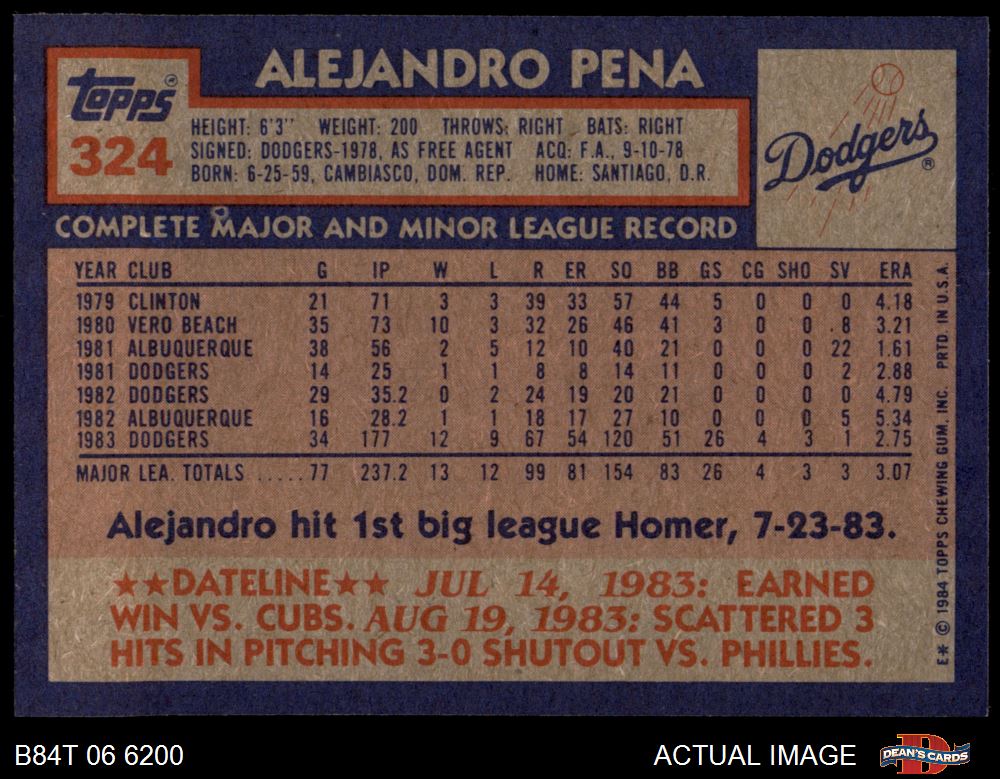 Topps®
324
ALEJANDRO PENA
HEIGHT: 6'3" WEIGHT: 200 THROWS: RIGHT BATS: RIGHT
SIGNED: DODGERS-1978, AS FREE AGENT ACQ: F.A., 9-10-78
BORN: 6-25-59, CAMBIASCO, DOM. REP. HOME: SANTIAGO, D.R.
Dodgers®
COMPLETE MAJOR AND MINOR LEAGUE RECORD
YEAR CLUB G IP W L R ER SO BB GS CG SHO SV ERA
1979 CLINTON 21 71 3 3 39 33 57 44 5 0 0 0 4.18
1980 VERO BEACH 35 73 10 3 32 26 46 41 3 0 0 8 3.21
1981 ALBUQUERQUE 38 56 2 5 12 10 40 21 0 0 0 22 1.61
1981 DODGERS 14 25 1 1 8 8 14 11 0 0 0 2 2.88
1982 DODGERS 29 35.2 0 2 24 19 20 21 0 0 0 0 4.79
1982 ALBUQUERQUE 16 28.2 1 1 18 17 27 10 0 0 0 5 5.34
1983 DODGERS 34 177 12 9 67 54 120 51 26 4 3 1 2.75
MAJOR LEA. TOTALS ..... 77 237.2 13 12 99 81 154 83 26 4 3 3 3.07
Alejandro hit 1st big league Homer, 7-23-83.
★★DATELINE★★ JUL 14, 1983: EARNED
WIN VS. CUBS. AUG 19, 1983: SCATTERED 3
HITS IN PITCHING 3-0 SHUTOUT VS. PHILLIES.
E* © 1984 TOPPS CHEWING GUM, INC. PRTD. IN U.S.A.
B84T 06 6200
ACTUAL IMAGE
D
DEAN'S CARDS